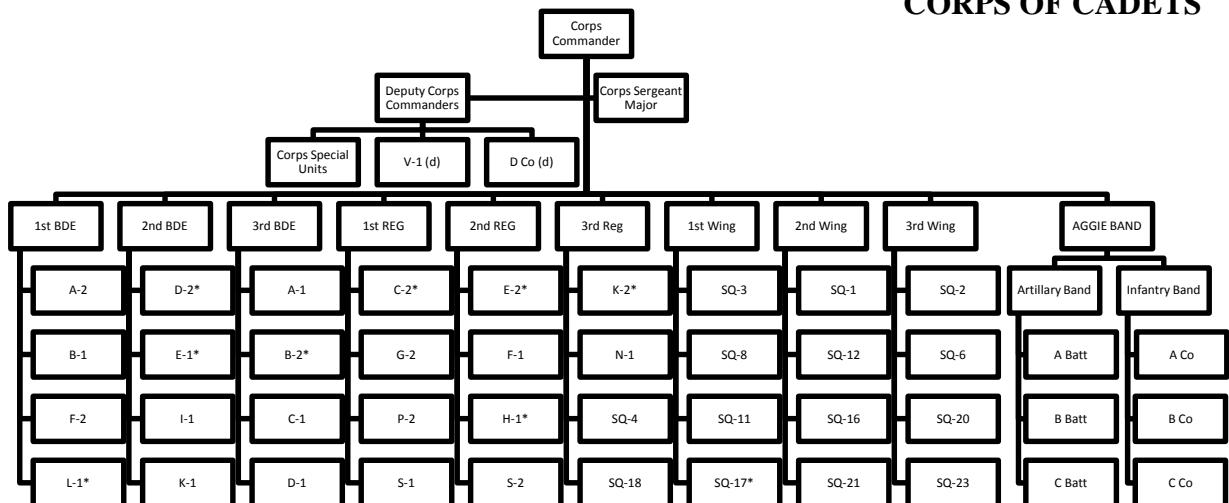 CORPS OF CADETS
Corps
Commander
Deputy Corps
Commanders
Corps Sergeant
Major
Corps Special
Units
V-1 (d)
D Co (d)
1st BDE
2nd BDE
3rd BDE
1st REG
2nd REG
3rd Reg
1st Wing
2nd Wing
3rd Wing
AGGIE BAND
A-2
D-2*
A-1
C-2*
E-2*
K-2*
SQ-3
SQ-1
SQ-2
Artillary Band
Infantry Band
B-1
E-1*
B-2*
G-2
F-1
N-1
SQ-8
SQ-12
SQ-6
A Batt
A Co
F-2
I-1
C-1
P-2
H-1*
SQ-4
SQ-11
SQ-16
SQ-20
B Batt
B Co
L-1*
K-1
D-1
S-1
S-2
SQ-18
SQ-17*
SQ-21
SQ-23
C Batt
C Co